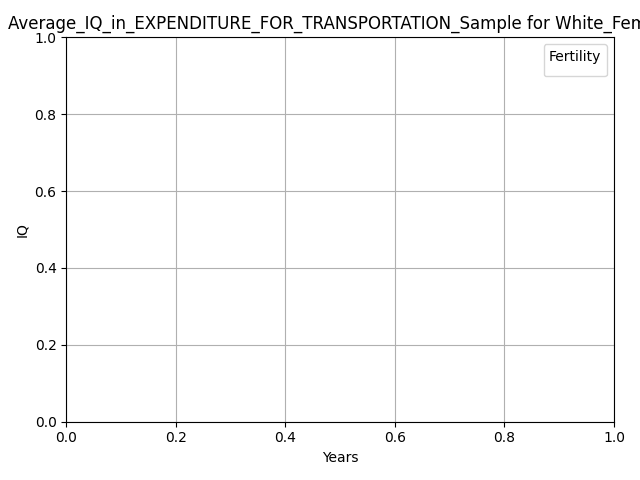 Average_IQ_in_EXPENDITURE_FOR_TRANSPORTATION_Sample for White_Fem
Fertility
1.0
0.8
0.6
0.4
0.2
0.0
IQ
0.0 0.2 0.4 0.6 0.8 1.0
Years